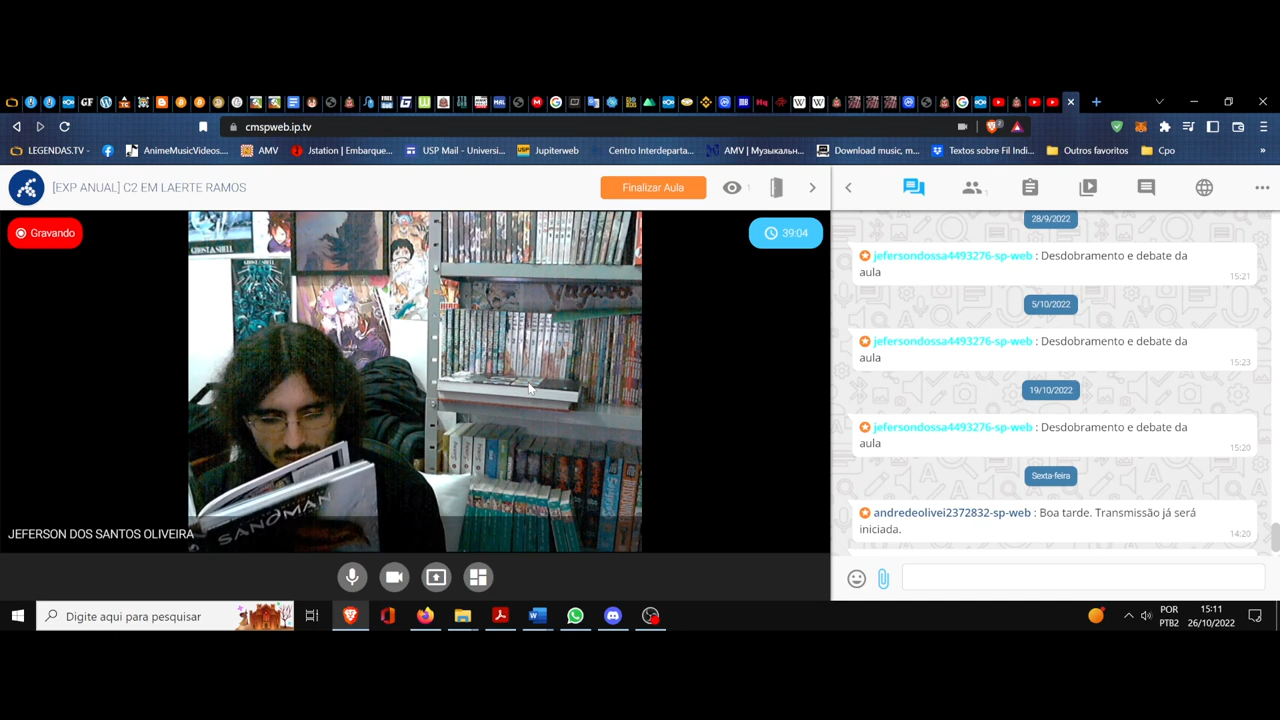 cmspweb.ip.tv
LEGENDAS.TV -
AnimeMusicVideos...
AMV
Jstation | Embarque...
USP Mail - Universi...
Jupiterweb
Centro Interdeparta...
AMV | Музыкальн...
Download music, m...
Textos sobre Fil Indi...
Outros favoritos
Cpo
[EXP ANUAL] C2 EM LAERTE RAMOS
Finalizar Aula
1
1
Gravando
39:04
SANDMAN
JEFERSON DOS SANTOS OLIVEIRA
28/9/2022
jefersondossa4493276-sp-web : Desdobramento e debate da
aula
15:21
5/10/2022
jefersondossa4493276-sp-web : Desdobramento e debate da
aula
15:23
19/10/2022
jefersondossa4493276-sp-web : Desdobramento e debate da
aula
15:20
Sexta-feira
andredeolivei2372832-sp-web : Boa tarde. Transmissão já será
iniciada.
14:20
Digite aqui para pesquisar
POR
PTB2
15:11
26/10/2022